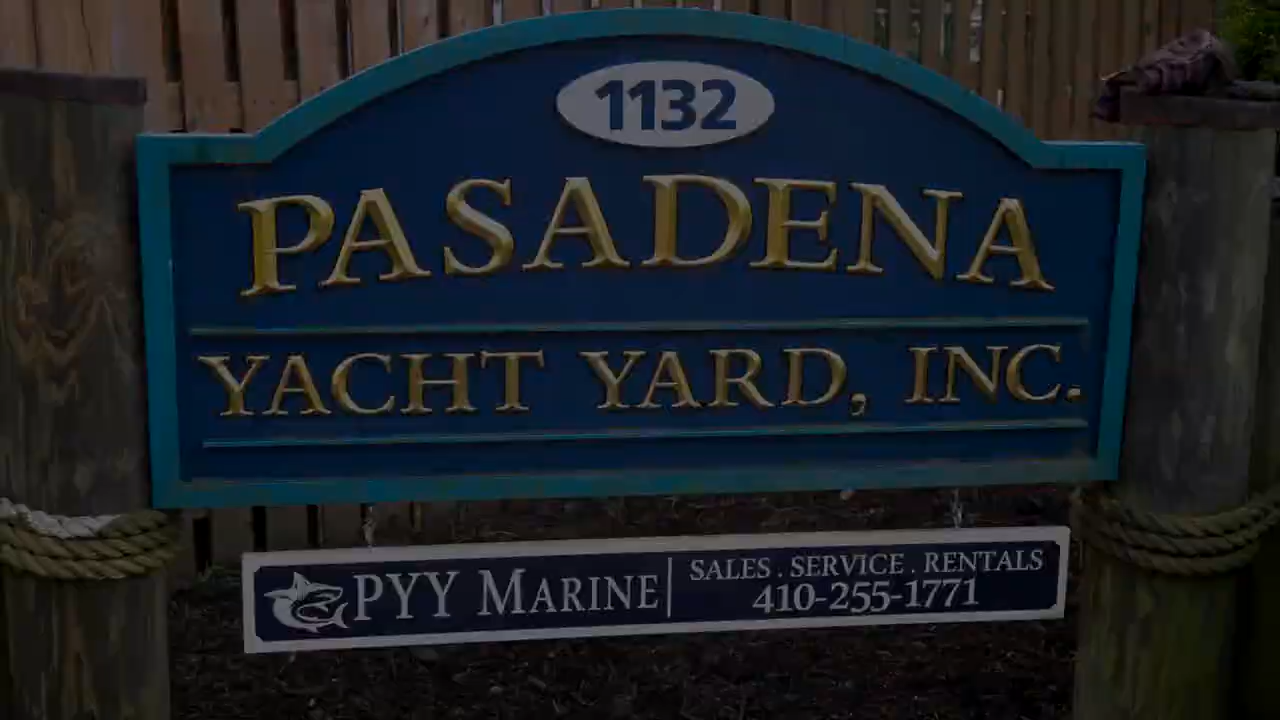 1132
PASADENA
YACHT YARD, INC.
PYY MARINE
SALES . SERVICE . RENTALS
410-255-1771